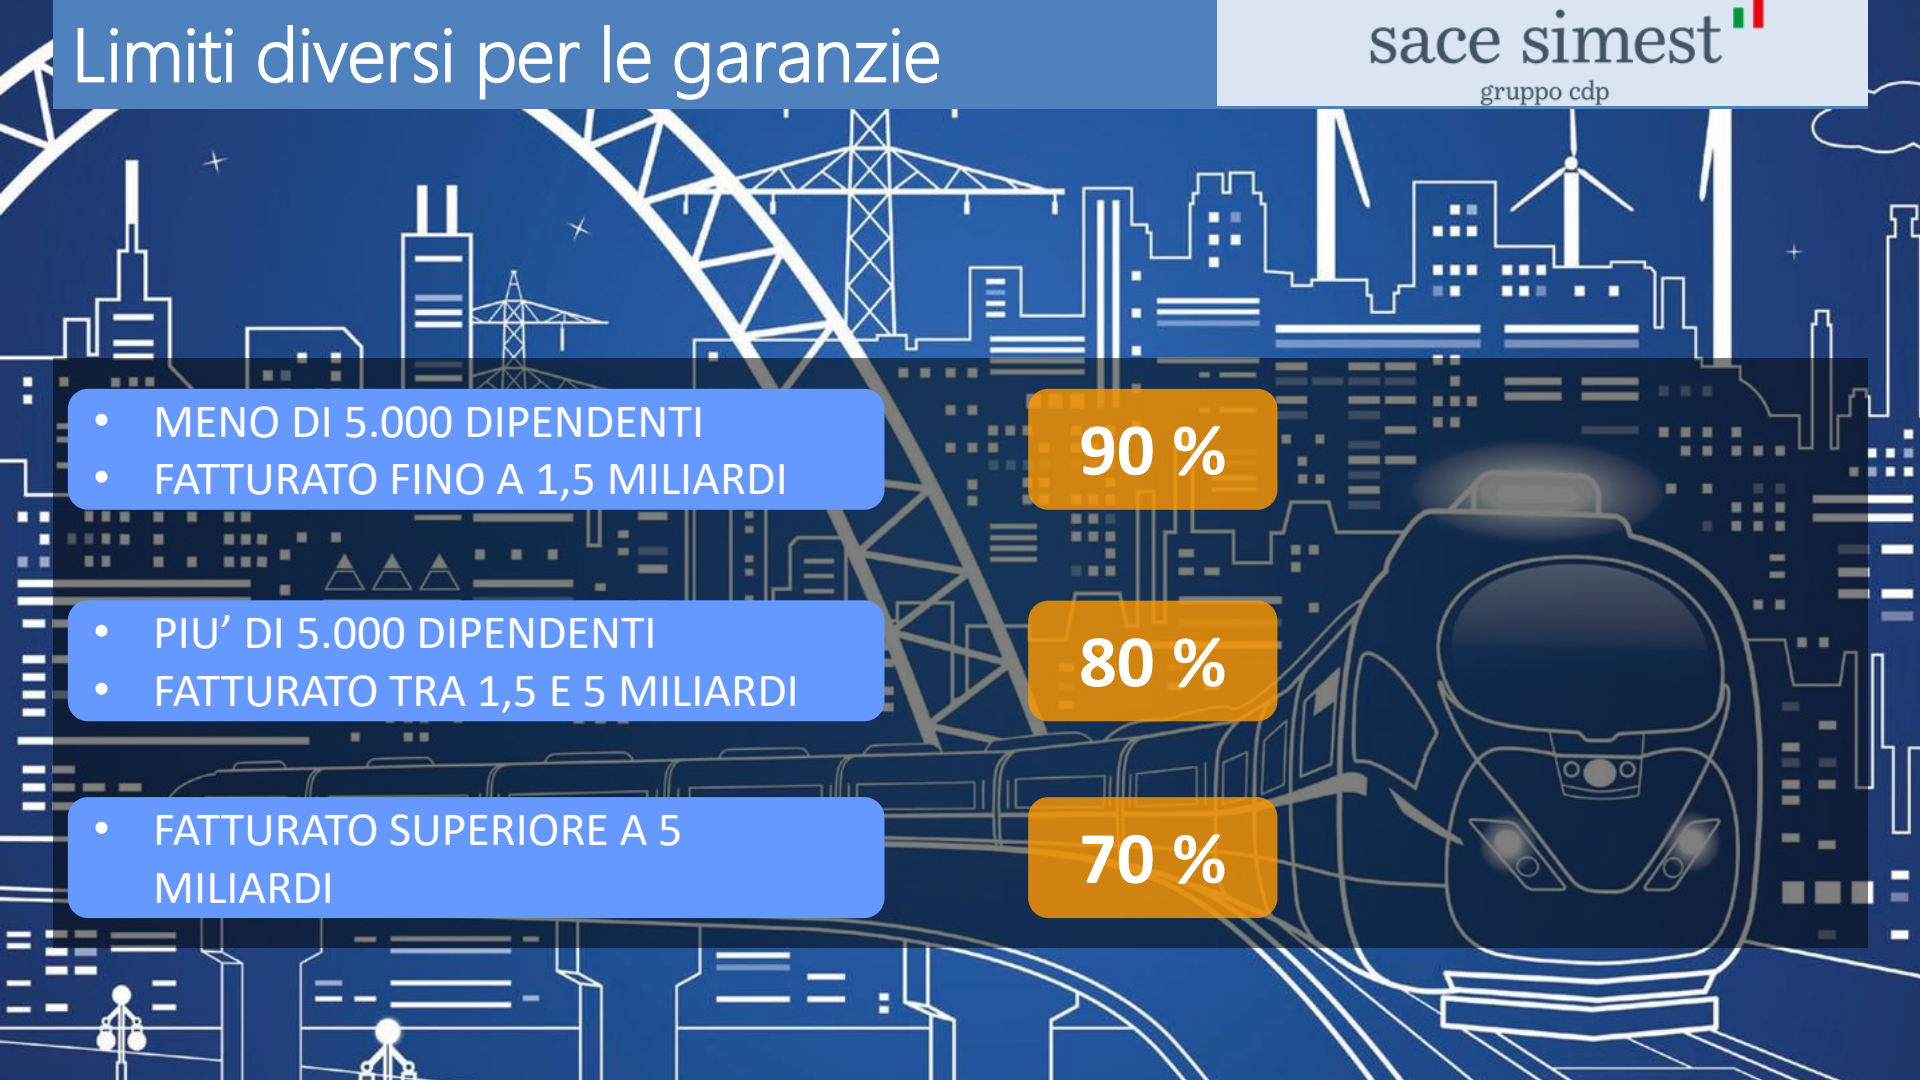 Limiti diversi per le garanzie
sace simest
gruppo cdp
• MENO DI 5.000 DIPENDENTI
• FATTURATO FINO A 1,5 MILIARDI
90 %
• PIU’ DI 5.000 DIPENDENTI
• FATTURATO TRA 1,5 E 5 MILIARDI
80 %
• FATTURATO SUPERIORE A 5
MILIARDI
70 %